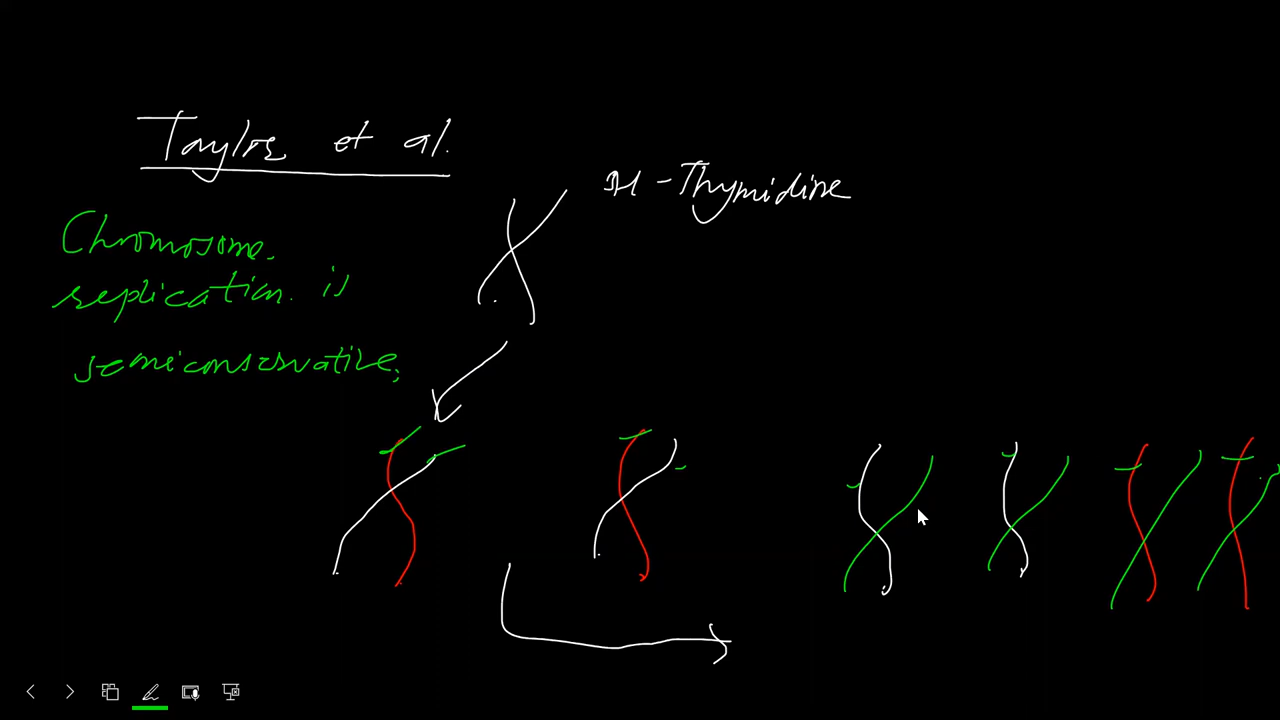 Taylor et al.
³H - Thymidine
Chromosome
replication is
semiconservative.